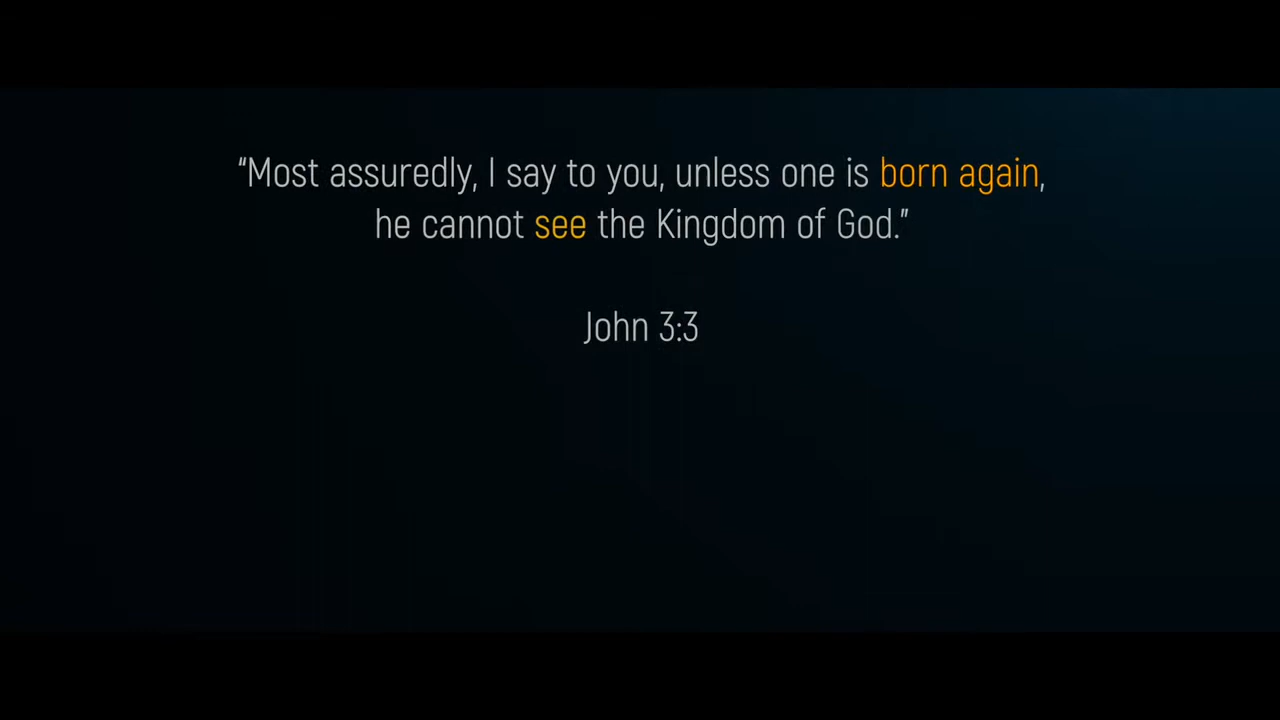 “Most assuredly, I say to you, unless one is born again,
he cannot see the Kingdom of God.”
John 3:3